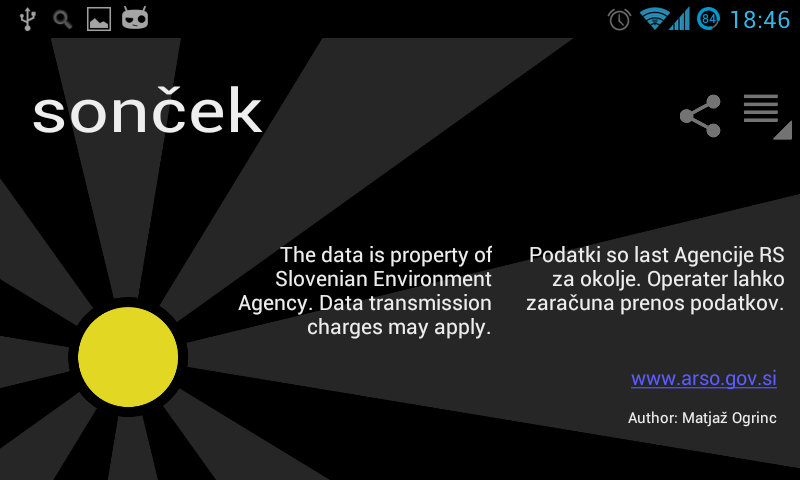 84 18:46
sonček
The data is property of
Slovenian Environment
Agency. Data transmission
charges may apply.
Podatki so last Agencije RS
za okolje. Operater lahko
zaračuna prenos podatkov.
www.arso.gov.si
Author: Matjaž Ogrinc